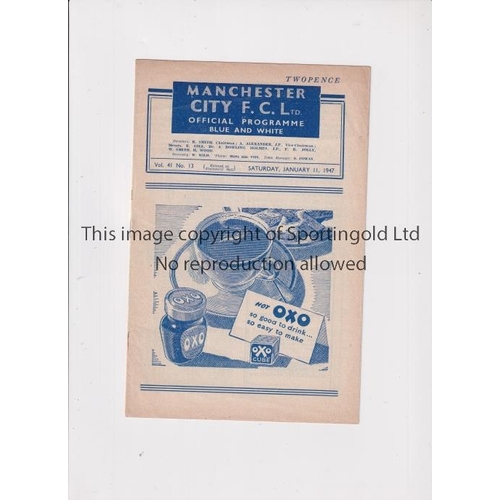 TWOPENCE
MANCHESTER
CITY F.C. LTD.
OFFICIAL PROGRAMME
BLUE AND WHITE
Vol. 41 No. 13 SATURDAY, JANUARY 11, 1947
This image copyright of Sportingold Ltd
No reproduction allowed
HOT OXO
so good to drink...
so easy to make
OXO
OXO
OXO
CUBE